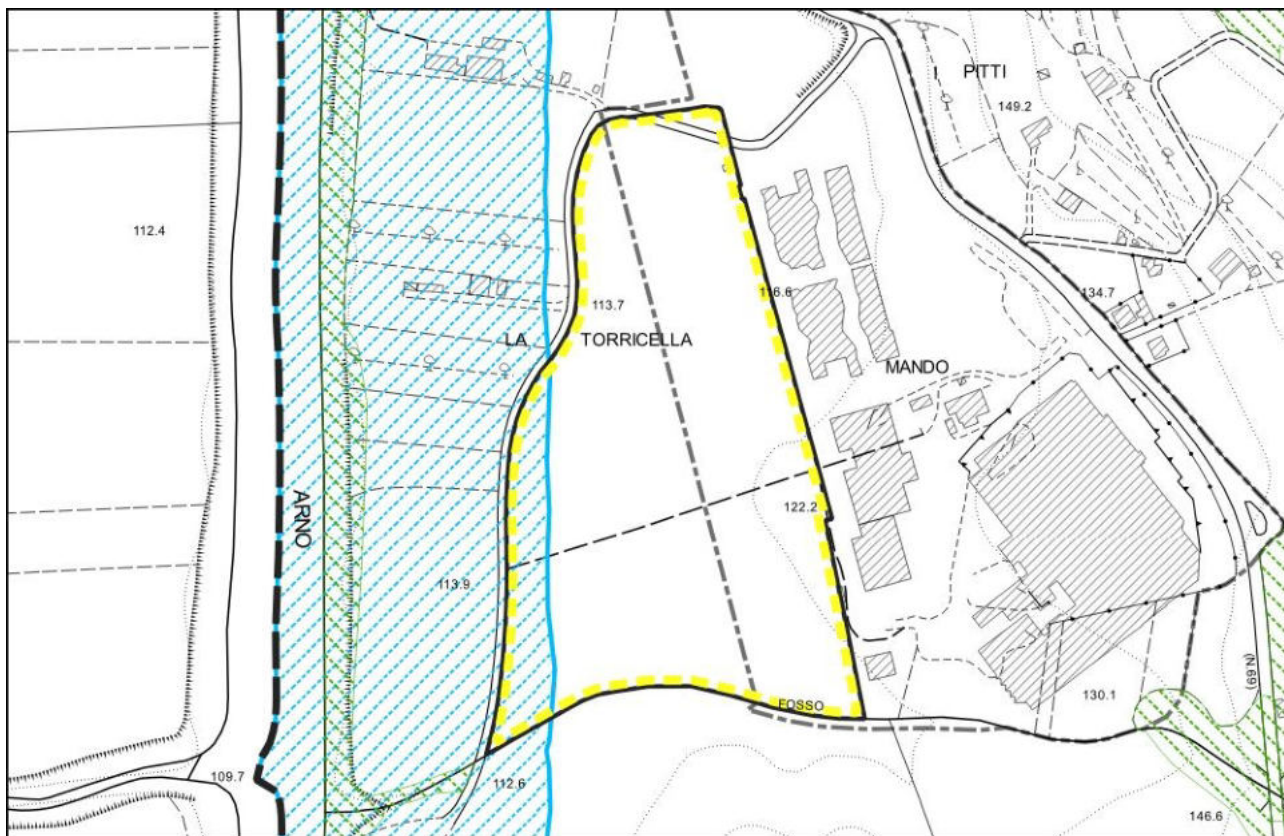 PITTI
149.2
112.4
134.7
116.6
113.7
LA TORRICELLA
MANDO
ARNO
122.2
113.9
(N.69)
130.1
FOSSO
109.7
112.6
146.6